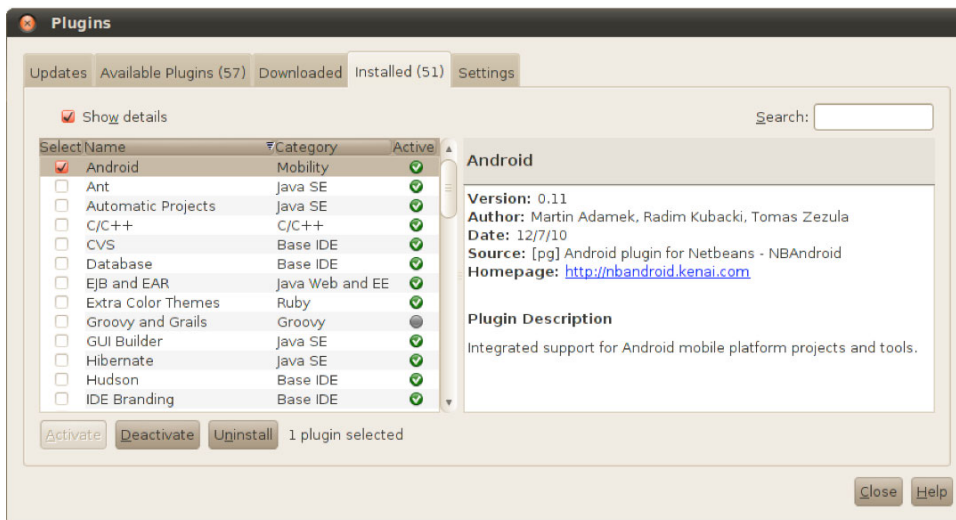 Plugins
Updates Available Plugins (57) Downloaded Installed (51) Settings
Show details
Search:
Select Name Category Active
Android Mobility
Ant Java SE
Automatic Projects Java SE
C/C++ C/C++
CVS Base IDE
Database Base IDE
EJB and EAR Java Web and EE
Extra Color Themes Ruby
Groovy and Grails Groovy
GUI Builder Java SE
Hibernate Java SE
Hudson Base IDE
IDE Branding Base IDE
Android
Version: 0.11
Author: Martin Adamek, Radim Kubacki, Tomas Zezula
Date: 12/7/10
Source: [pg] Android plugin for Netbeans - NBAndroid
Homepage: http://nbandroid.kenai.com
Plugin Description
Integrated support for Android mobile platform projects and tools.
Activate Deactivate Uninstall 1 plugin selected
Close Help